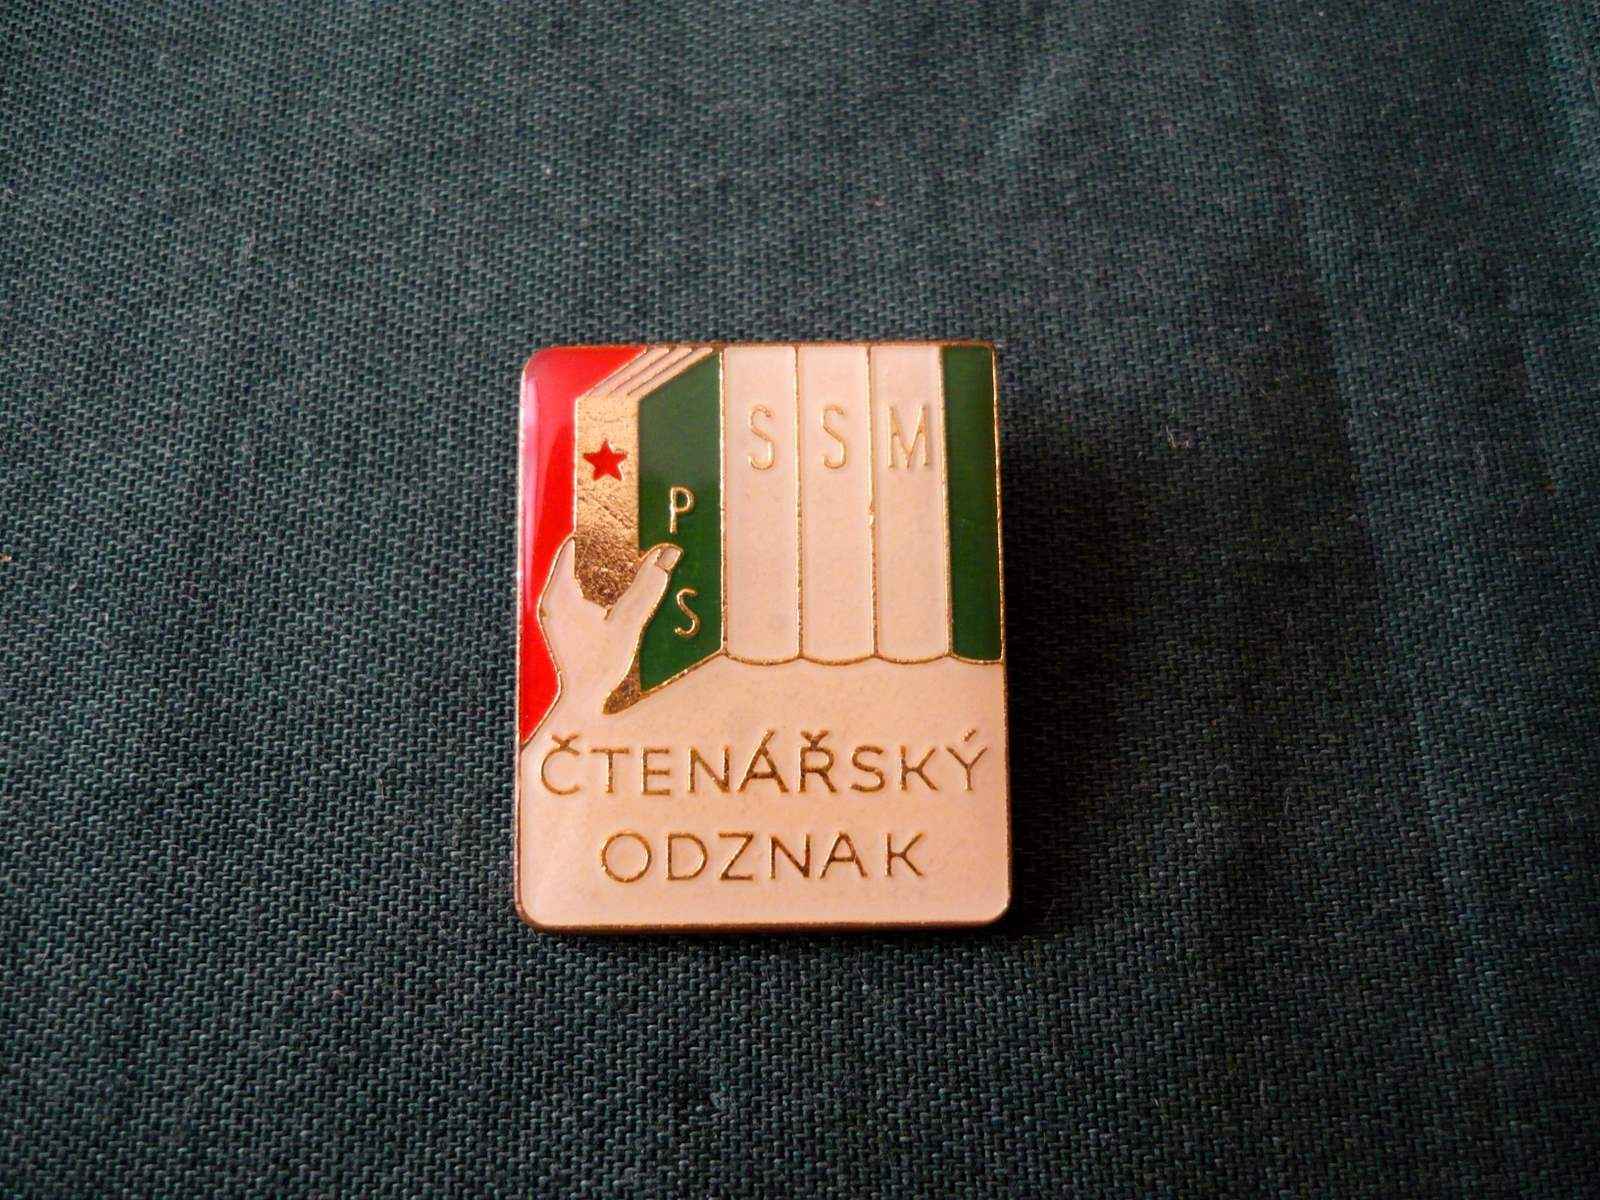 SSM
PS
ČTENÁŘSKÝ
ODZNAK